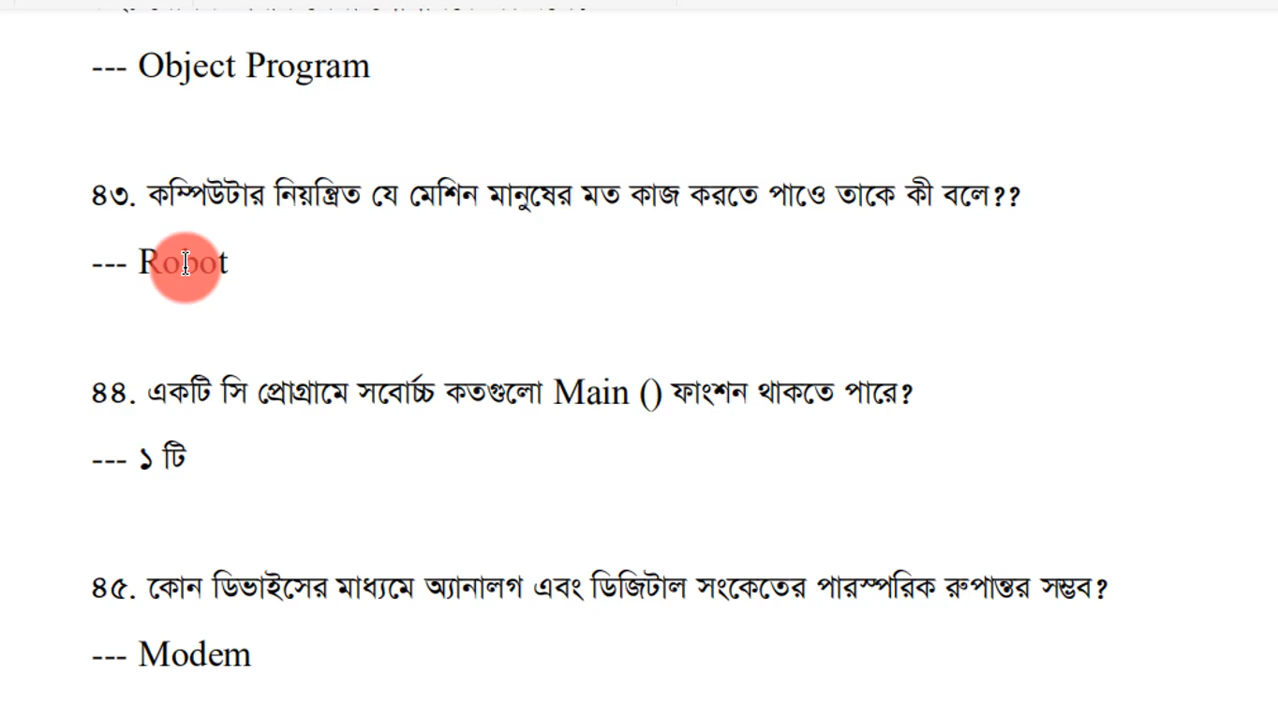 --- Object Program
৪৩. কম্পিউটার নিয়ন্ত্রিত যে মেশিন মানুষের মত কাজ করতে পাওে তাকে কী বলে??
--- Robot
৪৪. একটি সি প্রোগ্রামে সবোর্চ্চ কতগুলো Main () ফাংশন থাকতে পারে?
--- ১ টি
৪৫. কোন ডিভাইসের মাধ্যমে অ্যানালগ এবং ডিজিটাল সংকেতের পারস্পরিক রুপান্তর সম্ভব?
--- Modem